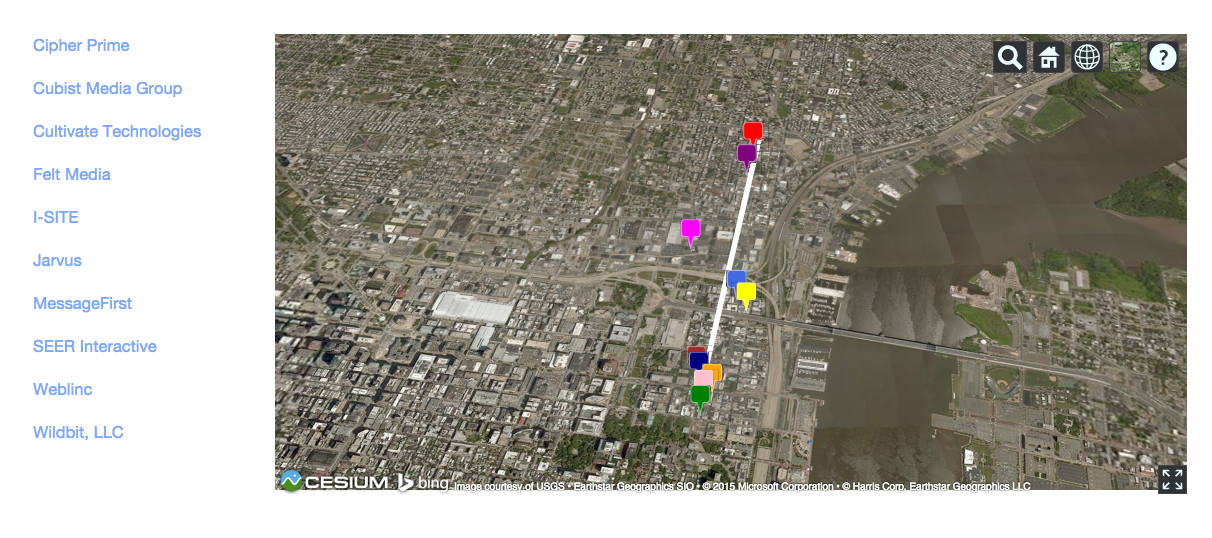 Cipher Prime
Cubist Media Group
Cultivate Technologies
Felt Media
I-SITE
Jarvus
MessageFirst
SEER Interactive
Weblinc
Wildbit, LLC
?
CESIUM bing Image courtesy of USGS • Earthstar Geographics SIO • © 2015 Microsoft Corporation • © Harris Corp, Earthstar Geographics LLC